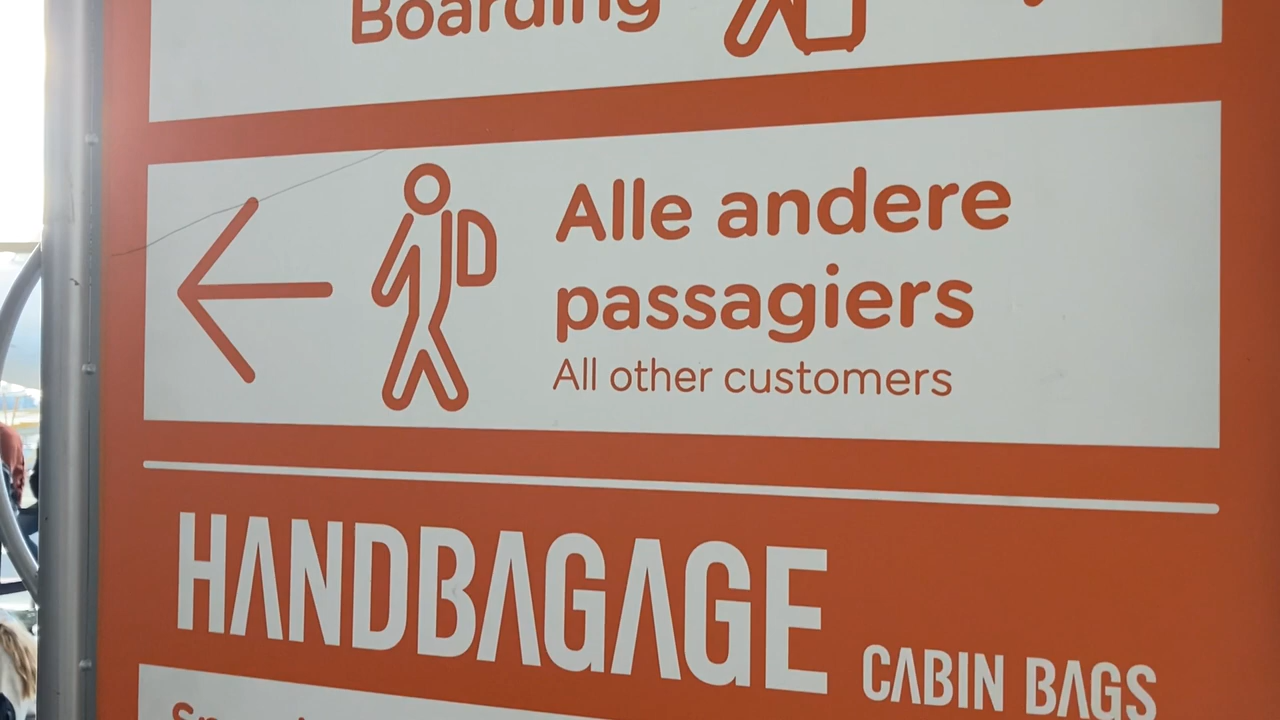 Boarding
Alle andere
passagiers
All other customers
HANDBAGAGE CABIN BAGS